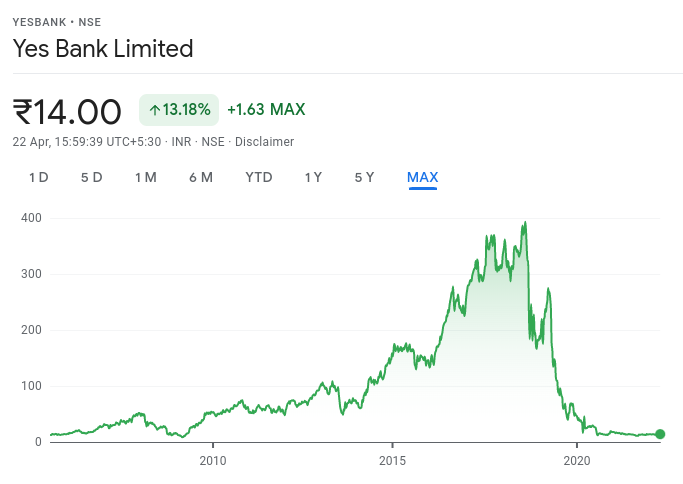 YESBANK • NSE
Yes Bank Limited
₹14.00 ↑13.18% +1.63 MAX
22 Apr, 15:59:39 UTC+5:30 · INR · NSE · Disclaimer
1 D 5 D 1 M 6 M YTD 1 Y 5 Y MAX
400
300
200
100
0
2010 2015 2020